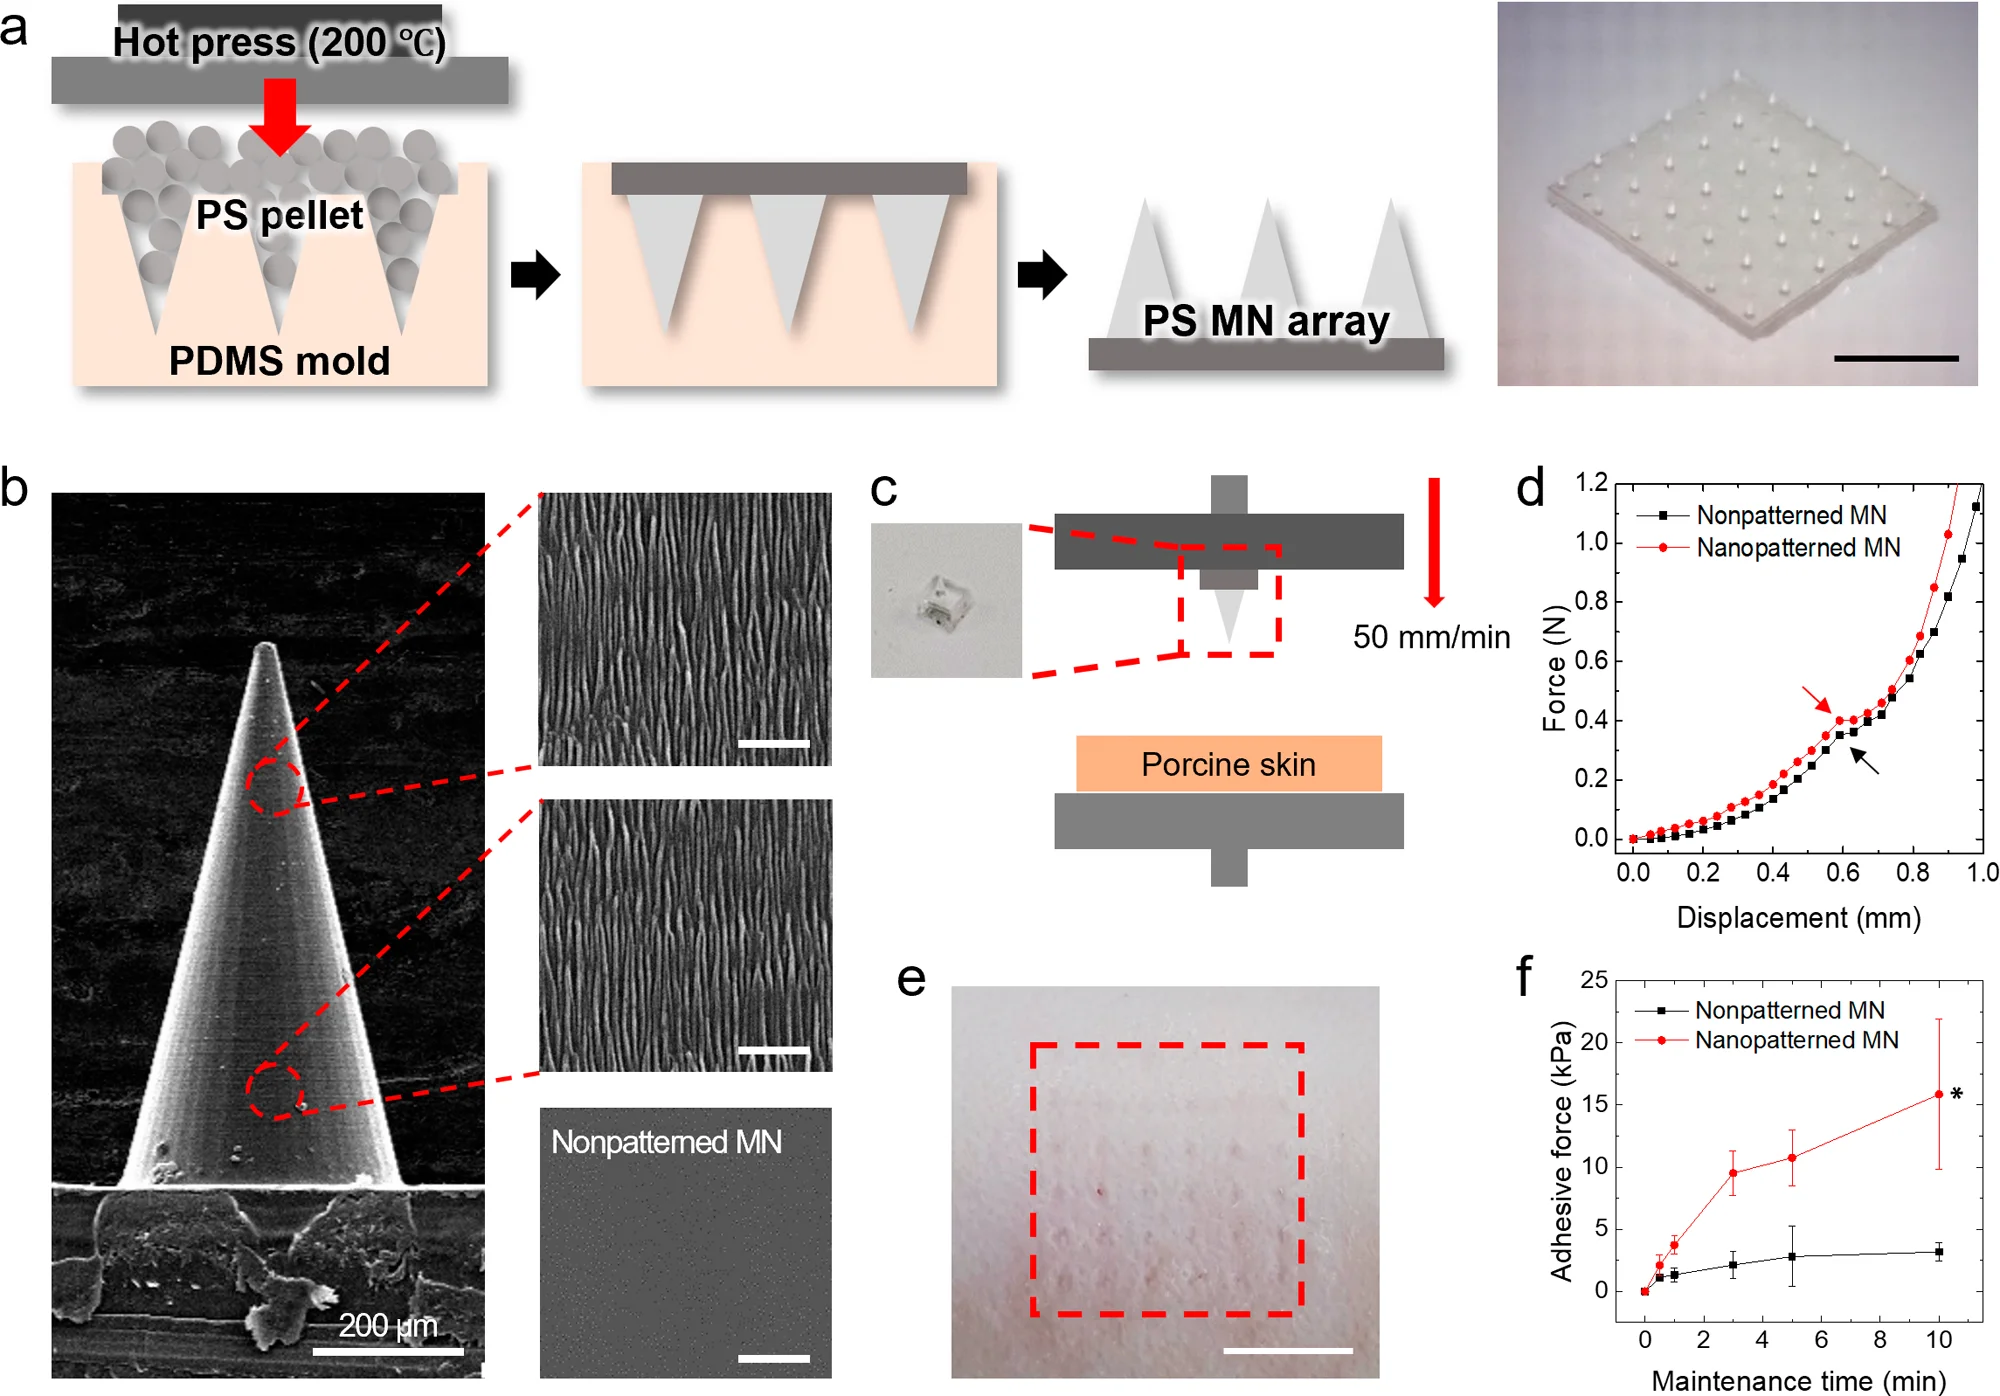 a
Hot press (200 ℃)
PS pellet
PDMS mold
PS MN array
b
Nonpatterned MN
200 μm
c
50 mm/min
Porcine skin
d
1.2
1.0
0.8
0.6
0.4
0.2
0.0
Force (N)
Nonpatterned MN
Nanopatterned MN
0.0 0.2 0.4 0.6 0.8 1.0
Displacement (mm)
e
f
25
20
15
10
5
0
Adhesive force (kPa)
Nonpatterned MN
Nanopatterned MN
*
0 2 4 6 8 10
Maintenance time (min)